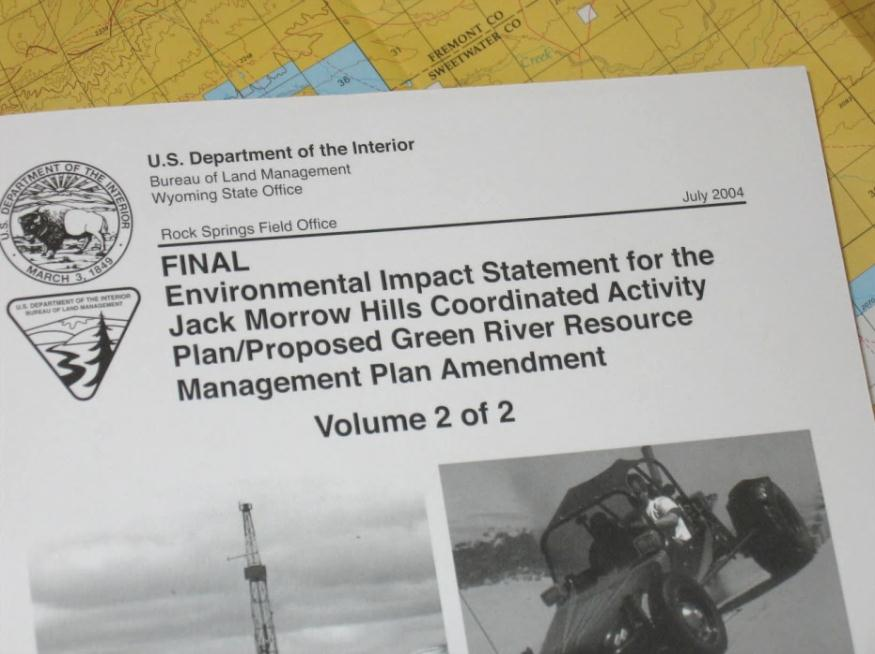 FREMONT CO
SWEETWATER CO
Creek
31
36
U.S. DEPARTMENT OF THE INTERIOR
MARCH 3, 1849
U.S. Department of the Interior
Bureau of Land Management
Wyoming State Office
July 2004
Rock Springs Field Office
U.S. DEPARTMENT OF THE INTERIOR
BUREAU OF LAND MANAGEMENT
FINAL
Environmental Impact Statement for the
Jack Morrow Hills Coordinated Activity
Plan/Proposed Green River Resource
Management Plan Amendment
Volume 2 of 2